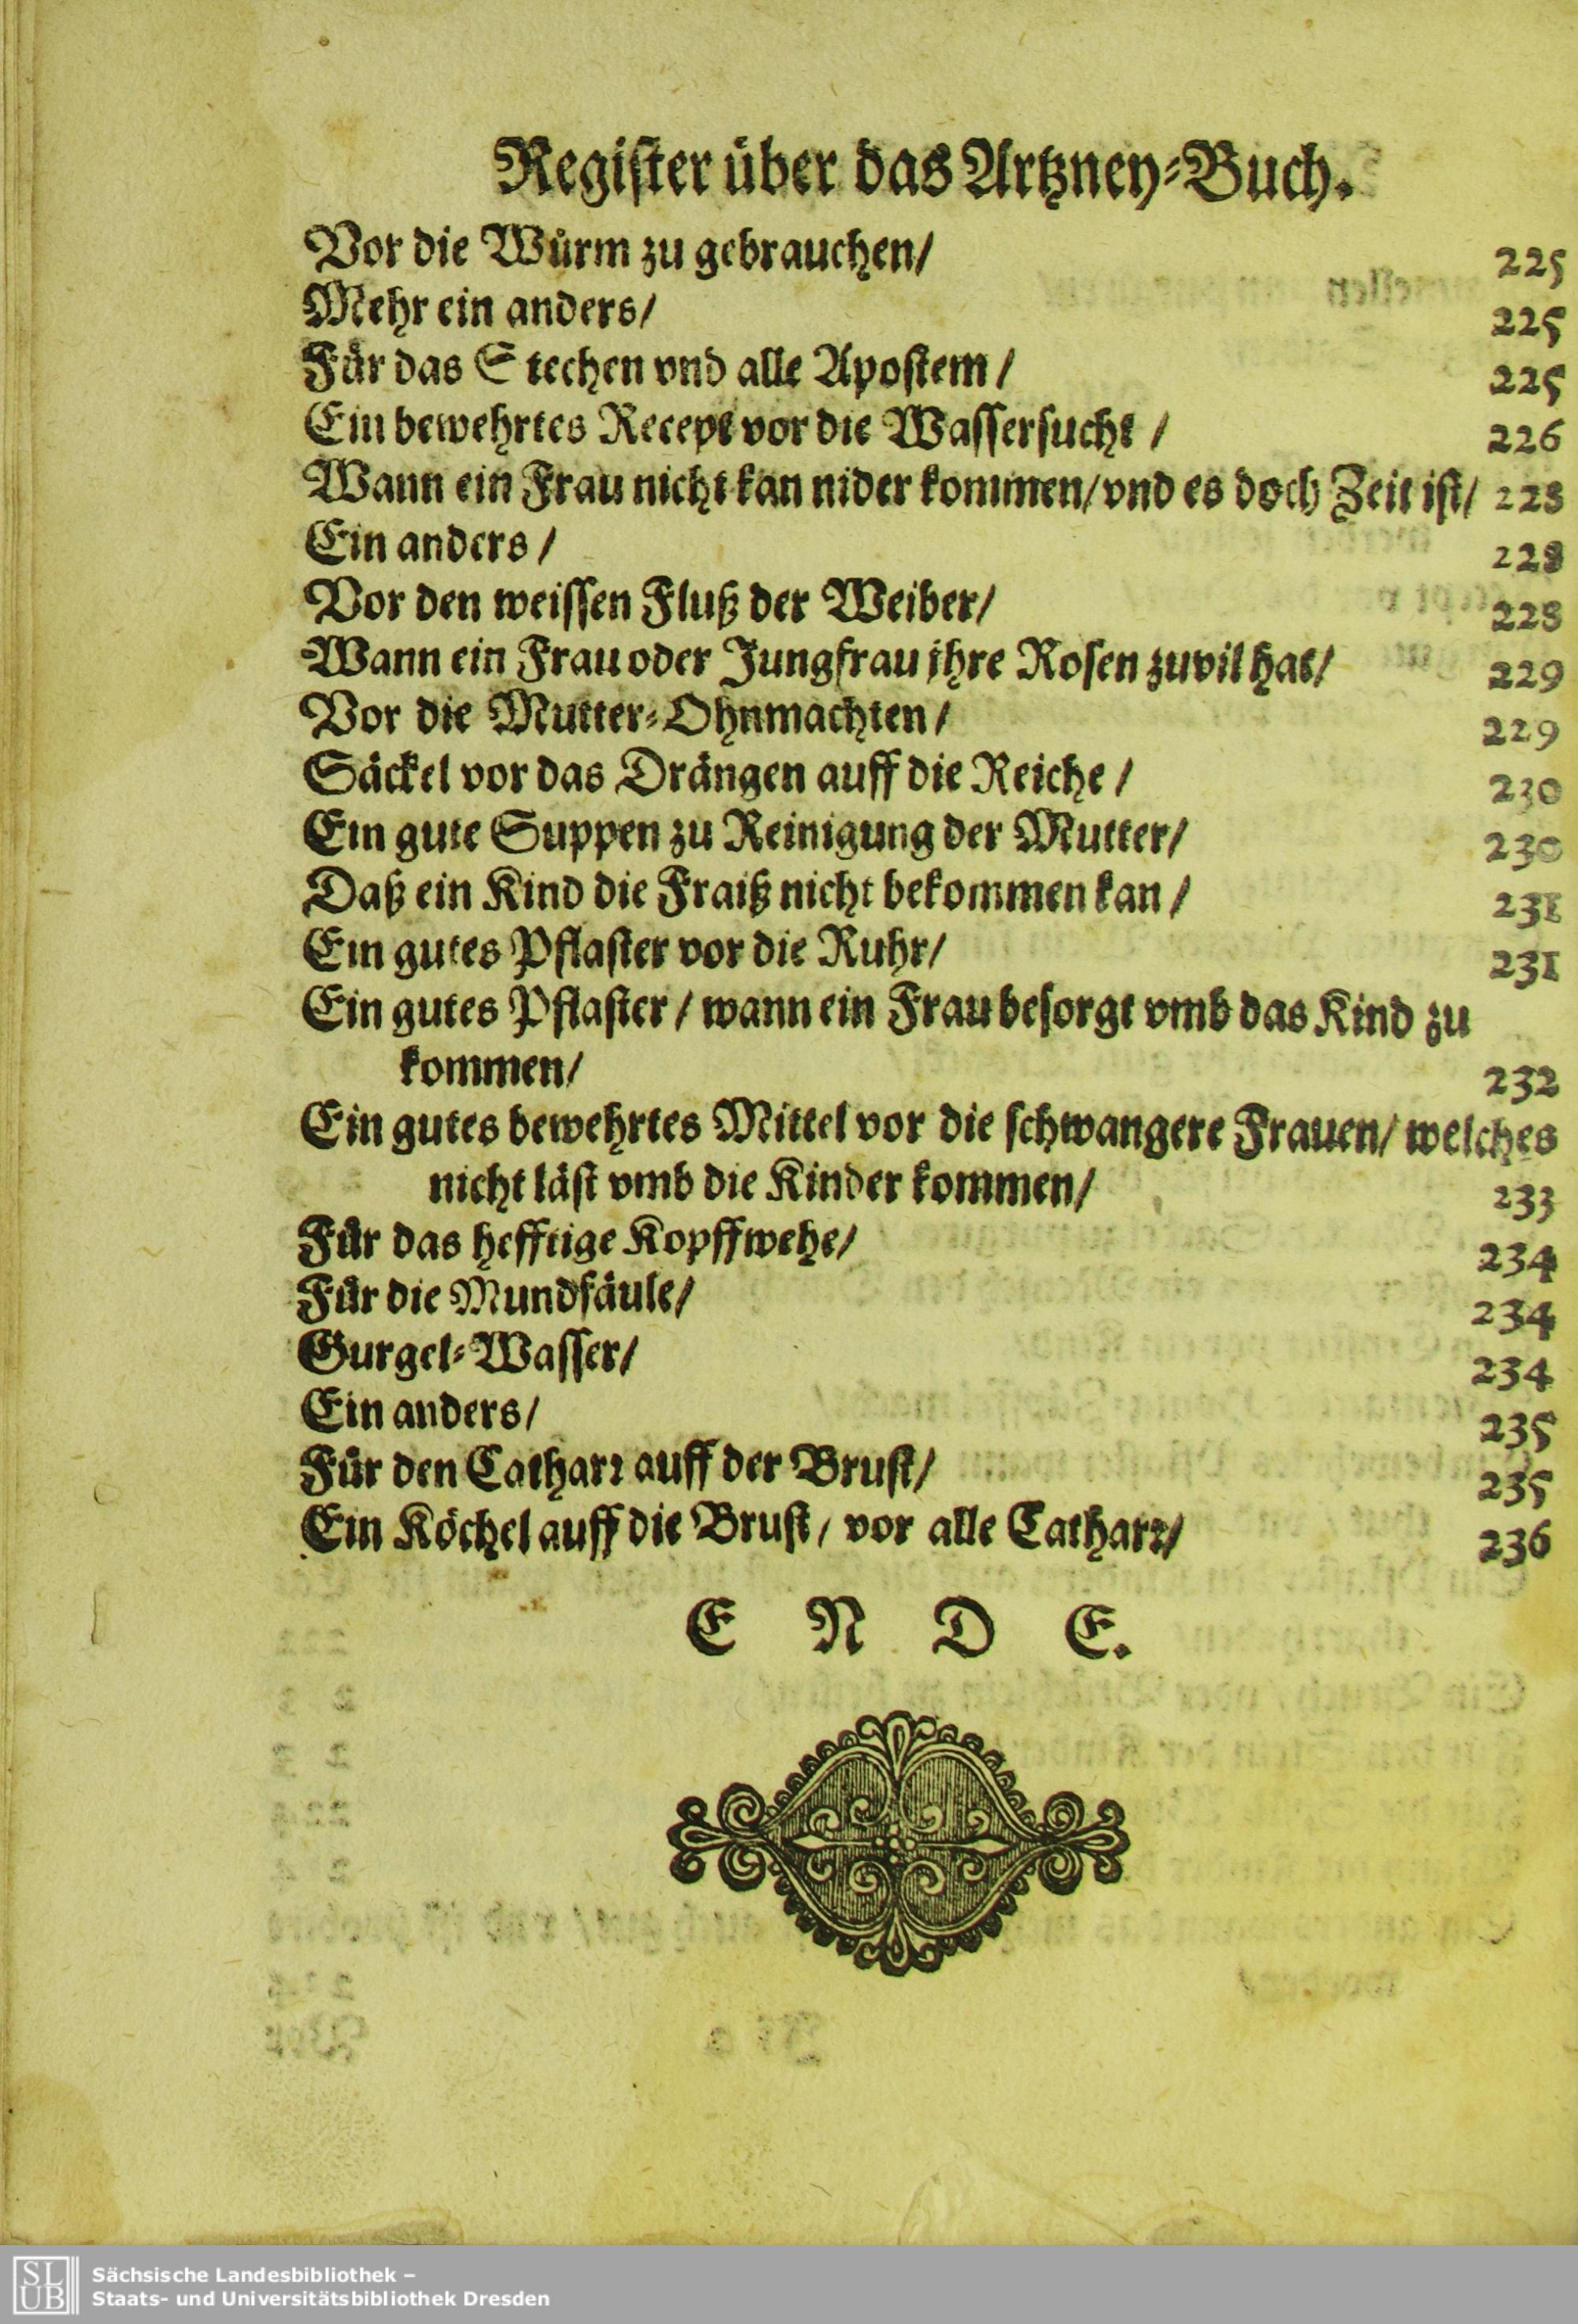 Register über das Artzney-Buch.
Vor die Würm zu gebrauchen/ 225
Mehr ein anders/ 225
Für das Stechen vnd alle Apostem/ 225
Ein bewehrtes Recept vor die Wassersucht/ 226
Wann ein Frau nicht kan nider kommen/ vnd es doch Zeit ist/ 228
Ein anders/ 228
Vor den weissen Fluß der Weiber/ 228
Wann ein Frau oder Jungfrau jhre Rosen zuvil hat/ 229
Vor die Mutter-Ohnmachten/ 229
Säckel vor das Drängen auff die Reiche/ 230
Ein gute Suppen zu Reinigung der Mutter/ 230
Daß ein Kind die Fraiß nicht bekommen kan/ 231
Ein gutes Pflaster vor die Ruhr/ 231
Ein gutes Pflaster/ wann ein Frau besorgt vmb das Kind zu
kommen/ 232
Ein gutes bewehrtes Mittel vor die schwangere Frauen/ welches
nicht läst vmb die Kinder kommen/ 233
Für das hefftige Kopffwehe/ 234
Für die Mundfäule/ 234
Gurgel-Wasser/ 234
Ein anders/ 235
Für den Catharr auff der Brust/ 235
Ein Köchel auff die Brust/ vor alle Catharr/ 236
E N D E.
SLUB
Sächsische Landesbibliothek –
Staats- und Universitätsbibliothek Dresden